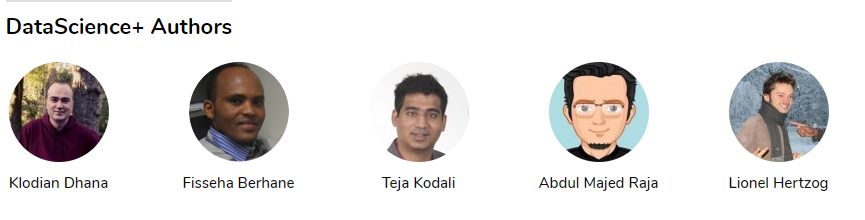 DataScience+ Authors
Klodian Dhana
Fisseha Berhane
Teja Kodali
Abdul Majed Raja
Lionel Hertzog